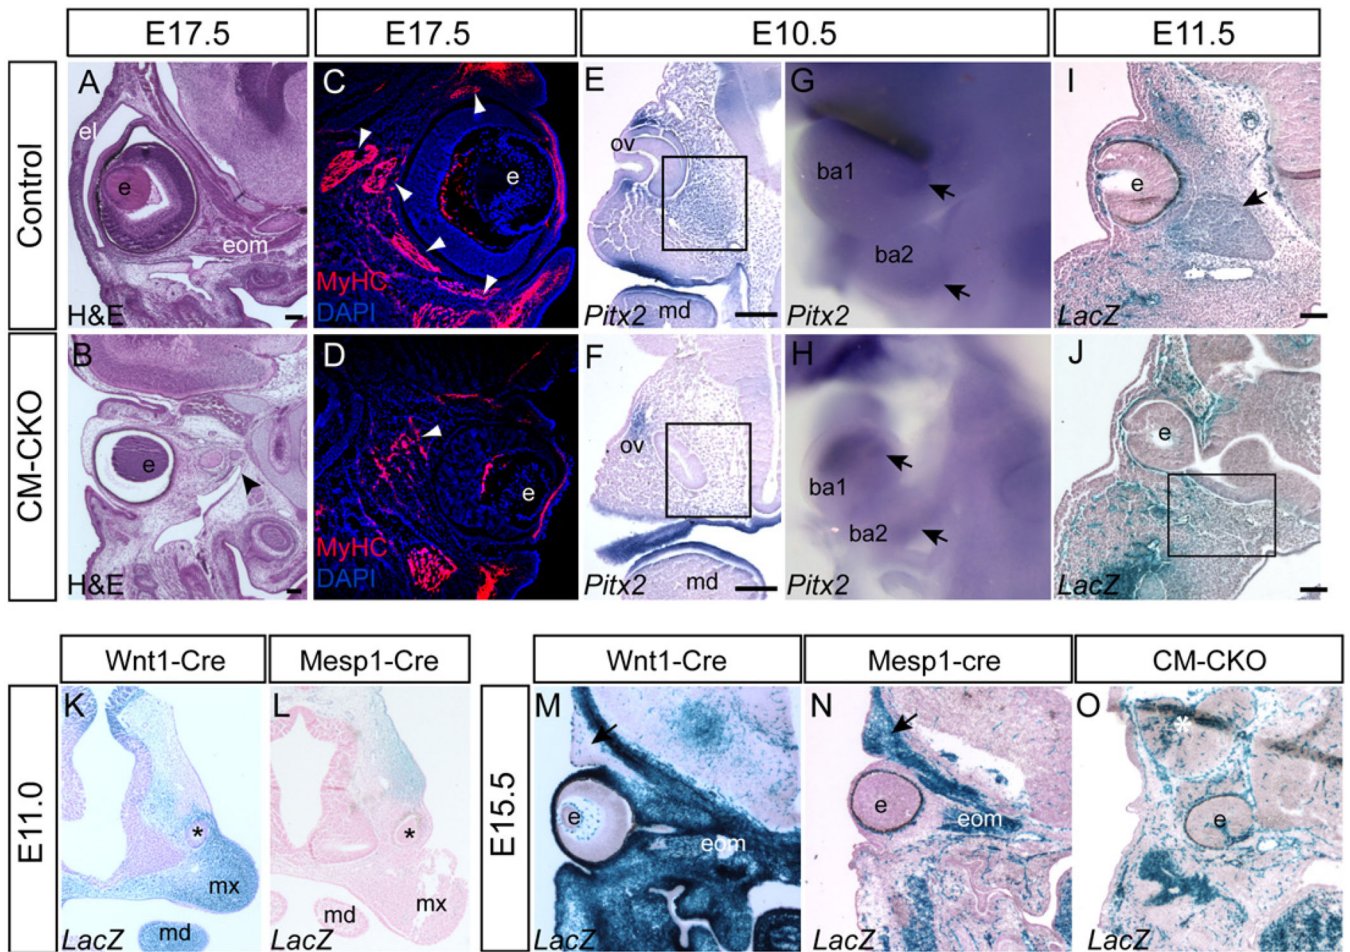 E17.5 E17.5 E10.5 E11.5
Control
A el e eom H&E
C e MyHC DAPI
E ov md Pitx2
G ba1 ba2 Pitx2
I e LacZ
CM-CKO
B e H&E
D e MyHC DAPI
F ov md Pitx2
H ba1 ba2 Pitx2
J e LacZ
Wnt1-Cre Mesp1-Cre Wnt1-Cre Mesp1-cre CM-CKO
E11.0
K * mx md LacZ
L * mx md LacZ
E15.5
M e eom LacZ
N e eom LacZ
O * e LacZ